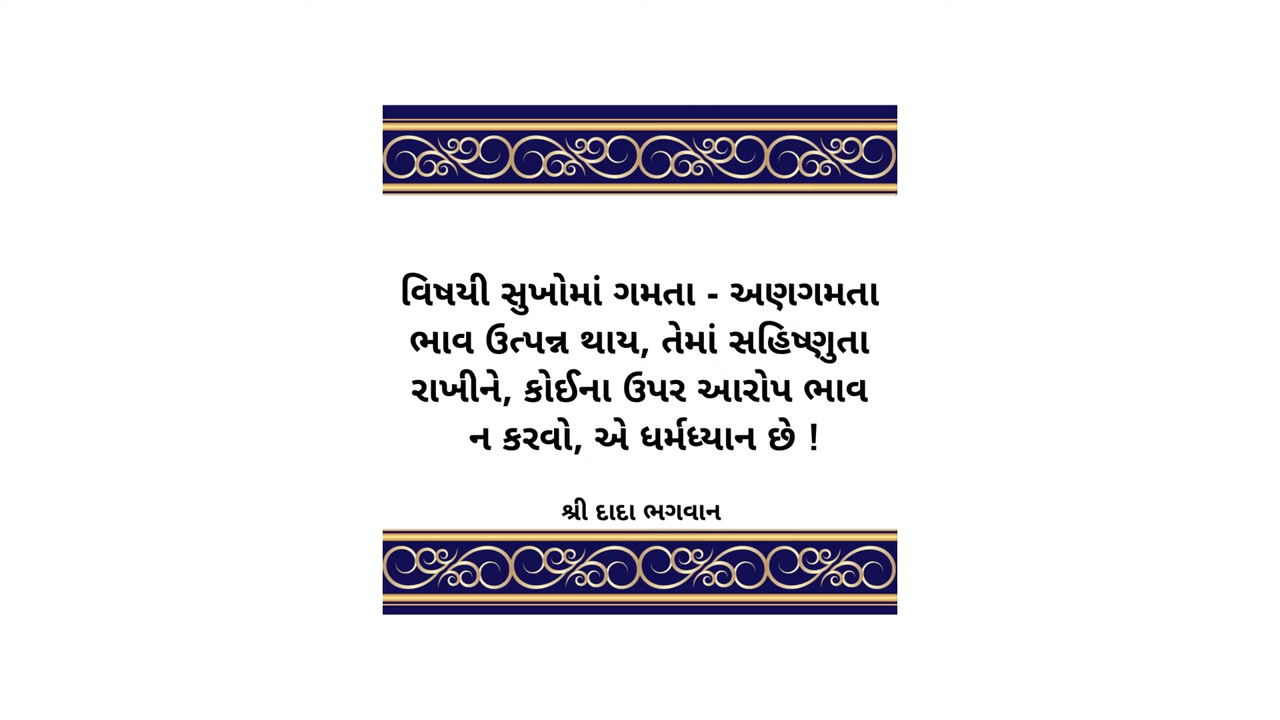 વિષયી સુખોમાં ગમતા - અણગમતા
ભાવ ઉત્પન્ન થાય, તેમાં સહિષ્ણુતા
રાખીને, કોઈના ઉપર આરોપ ભાવ
ન કરવો, એ ધર્મધ્યાન છે !
શ્રી દાદા ભગવાન